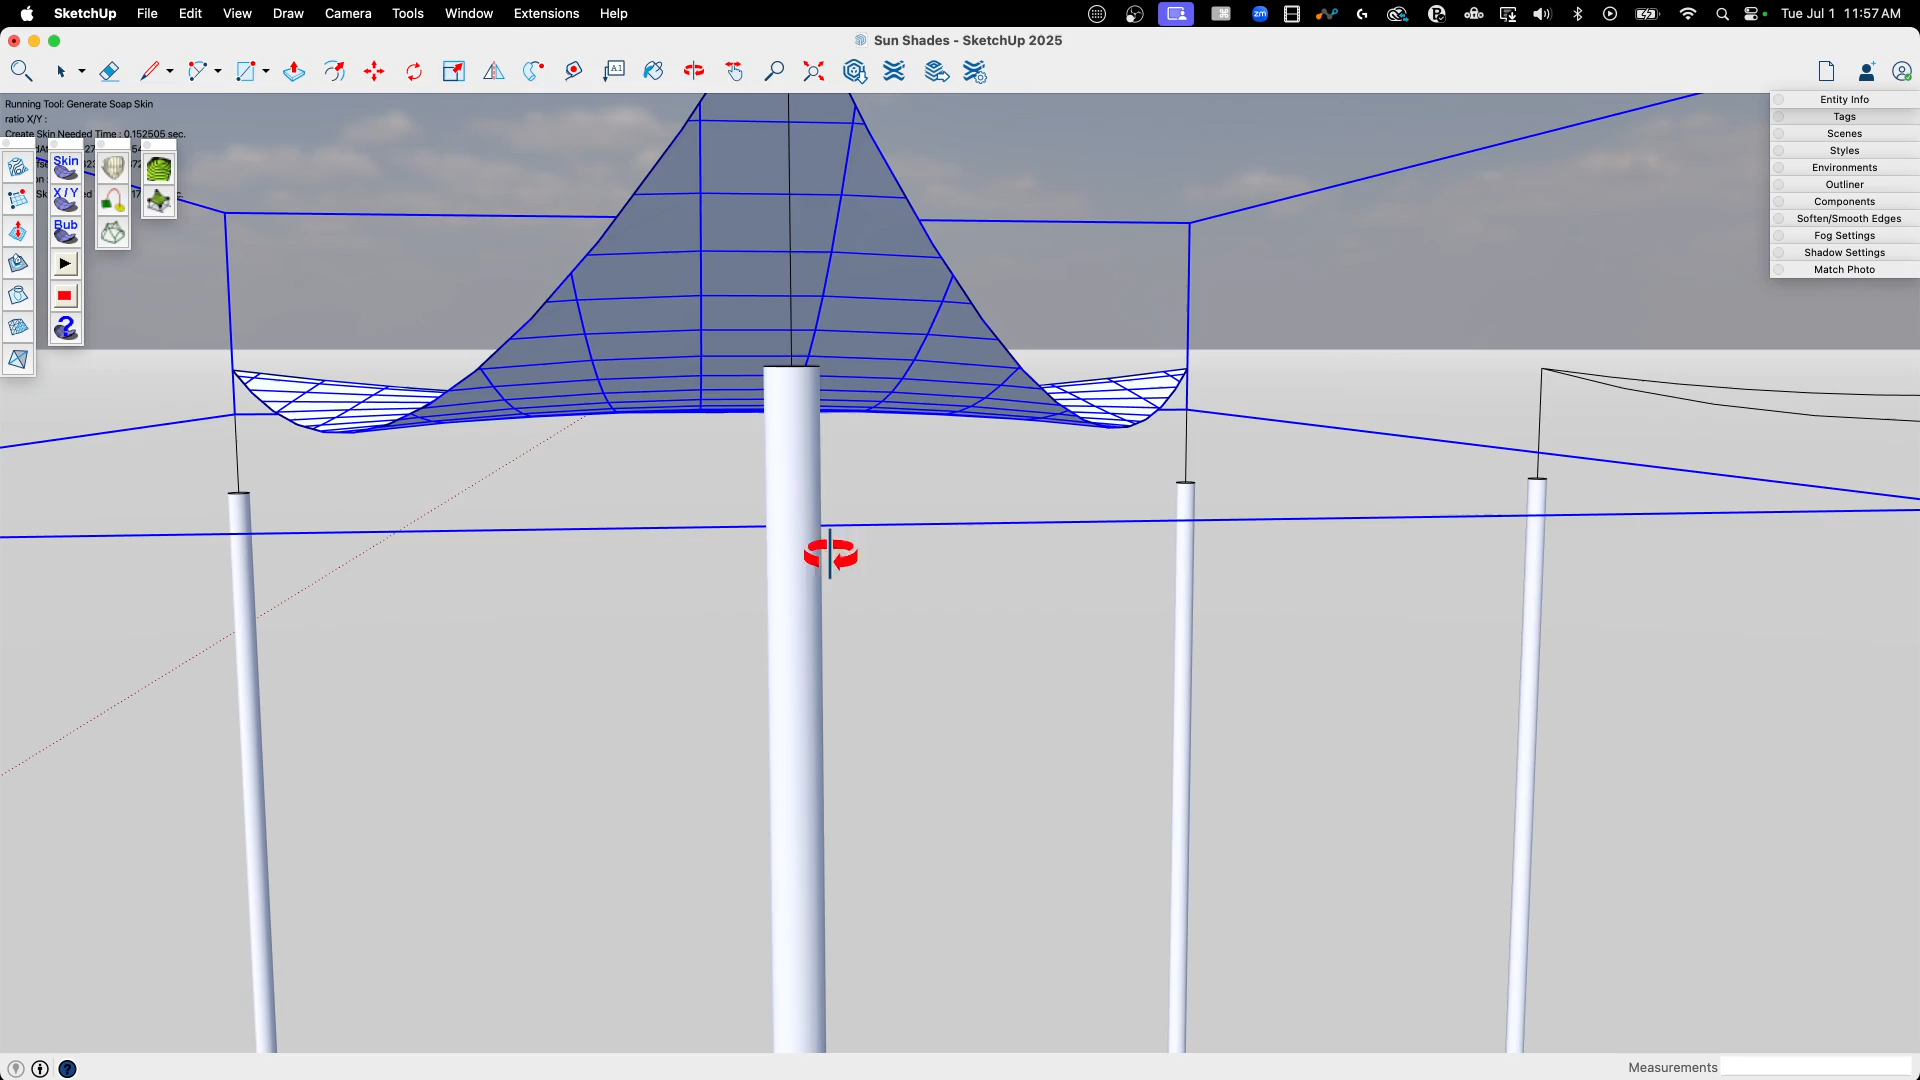 SketchUp File Edit View Draw Camera Tools Window Extensions Help
zm
Tue Jul 1 11:57 AM
Sun Shades - SketchUp 2025
A1
Running Tool: Generate Soap Skin
ratio X/Y :
Create Skin Needed Time : 0.152505 sec.
Skin
X/Y
Bub
?
Entity Info
Tags
Scenes
Styles
Environments
Outliner
Components
Soften/Smooth Edges
Fog Settings
Shadow Settings
Match Photo
Measurements